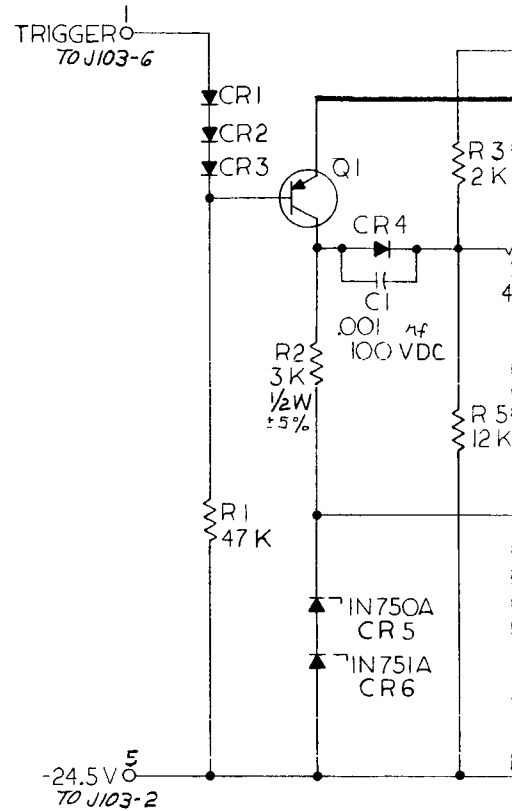 1
TRIGGER
TO J103-6
CR1
CR2
CR3
Q1
R3
2K
CR4
C1
.001
100 VDC
4
R2
3K
1/2W
±5%
R5
12K
R1
47K
1N750A
CR5
1N751A
CR6
5
-24.5V
TO J103-2